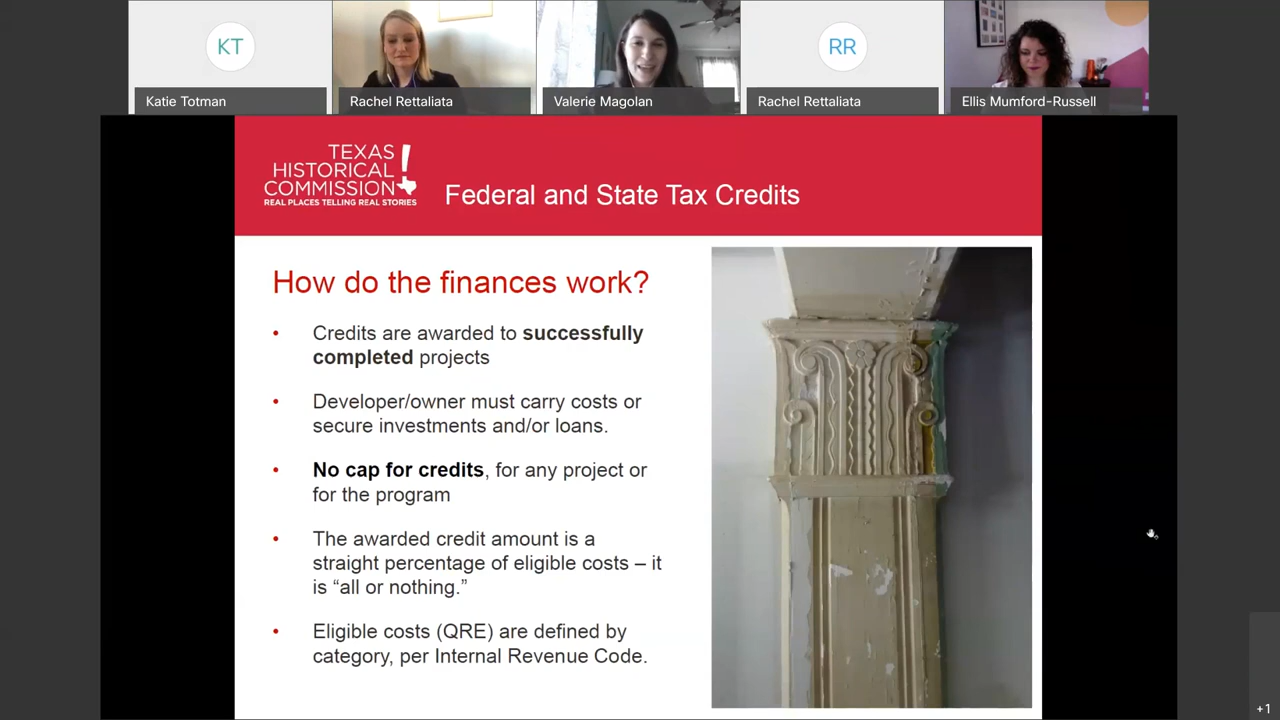 KT
RR
Katie Totman
Rachel Rettaliata
Valerie Magolan
Rachel Rettaliata
Ellis Mumford-Russell
TEXAS
HISTORICAL
COMMISSION
REAL PLACES TELLING REAL STORIES
Federal and State Tax Credits
How do the finances work?
• Credits are awarded to successfully
completed projects
• Developer/owner must carry costs or
secure investments and/or loans.
• No cap for credits, for any project or
for the program
• The awarded credit amount is a
straight percentage of eligible costs – it
is “all or nothing.”
• Eligible costs (QRE) are defined by
category, per Internal Revenue Code.
+1